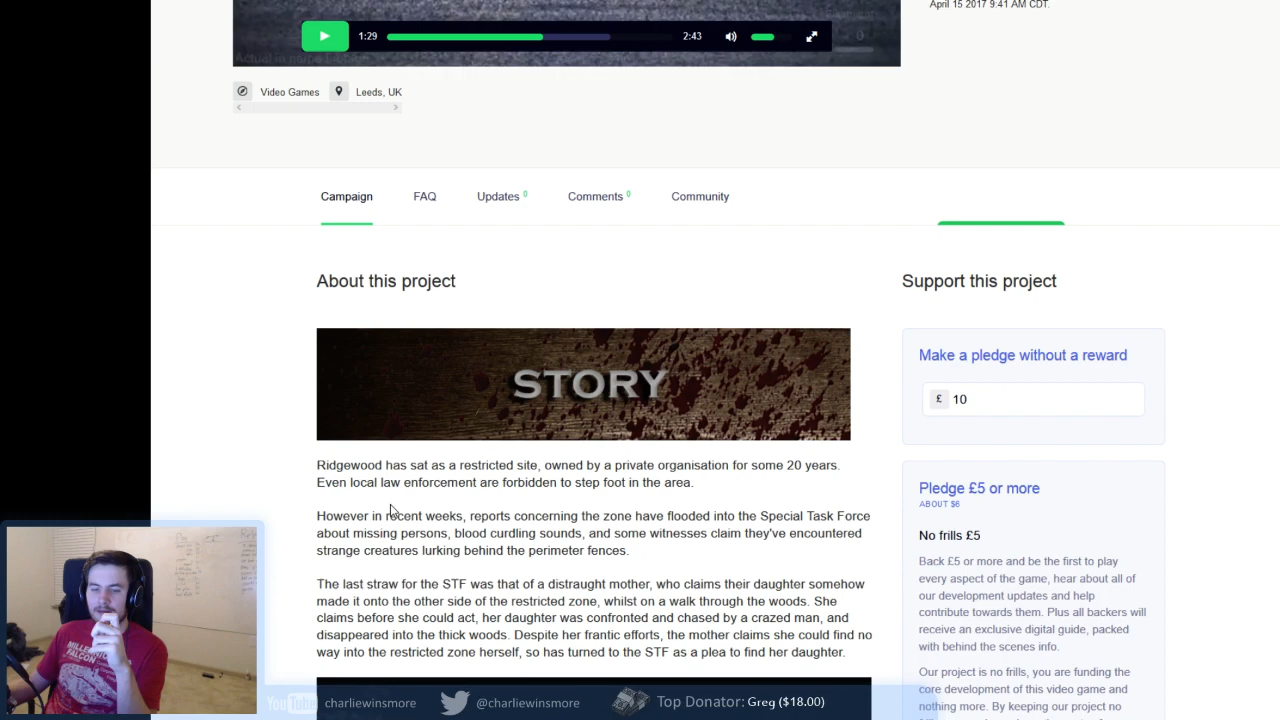 April 15 2017 9:41 AM CDT.
1:29
2:43
Video Games
Leeds, UK
Campaign
FAQ
Updates 0
Comments 0
Community
About this project
Support this project
STORY
Make a pledge without a reward
£ 10
Ridgewood has sat as a restricted site, owned by a private organisation for some 20 years.
Even local law enforcement are forbidden to step foot in the area.
However in recent weeks, reports concerning the zone have flooded into the Special Task Force
about missing persons, blood curdling sounds, and some witnesses claim they've encountered
strange creatures lurking behind the perimeter fences.
The last straw for the STF was that of a distraught mother, who claims their daughter somehow
made it onto the other side of the restricted zone, whilst on a walk through the woods. She
claims before she could act, her daughter was confronted and chased by a crazed man, and
disappeared into the thick woods. Despite her frantic efforts, the mother claims she could find no
way into the restricted zone herself, so has turned to the STF as a plea to find her daughter.
Pledge £5 or more
ABOUT $6
No frills £5
Back £5 or more and be the first to play
every aspect of the game, hear about all of
our development updates and help
contribute towards them. Plus all backers will
receive an exclusive digital guide, packed
with behind the scenes info.
Our project is no frills, you are funding the
core development of this video game and
nothing more. By keeping our project no
MILLENNIUM
FALCON
YouTube charliewinsmore
@charliewinsmore
Top Donator: Greg ($18.00)